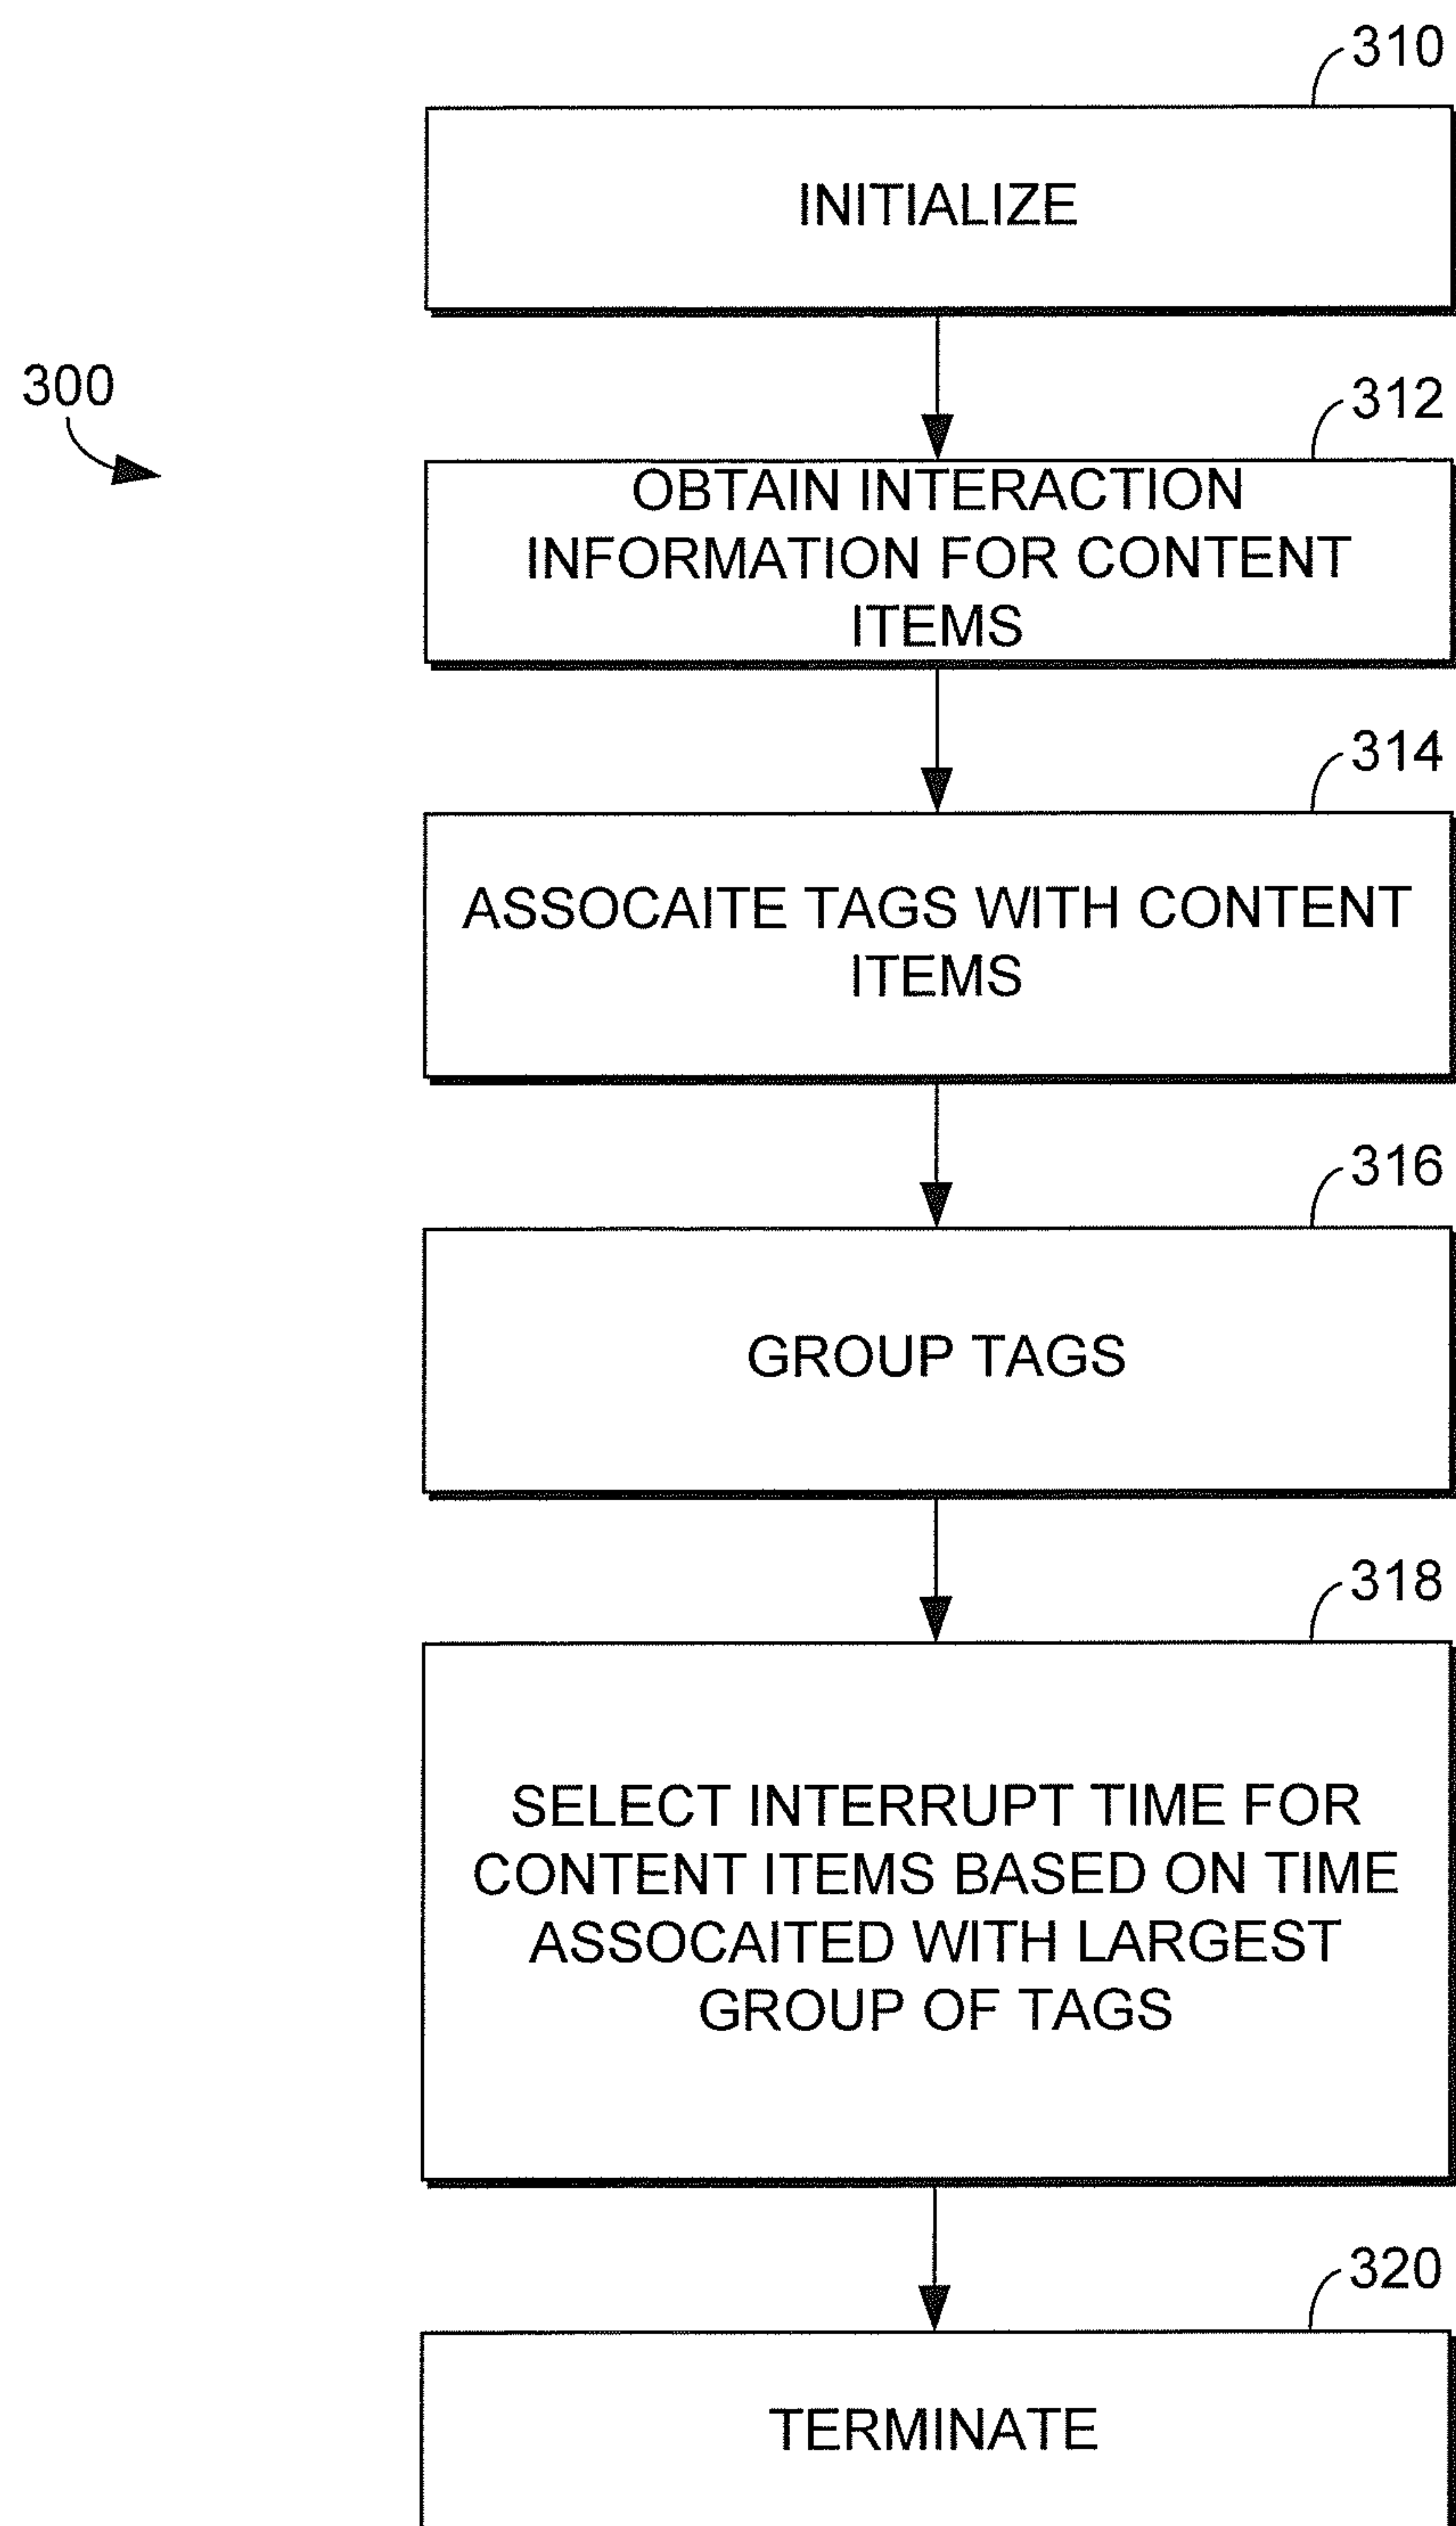 310
INITIALIZE
300
312
OBTAIN INTERACTION
INFORMATION FOR CONTENT
ITEMS
314
ASSOCAITE TAGS WITH CONTENT
ITEMS
316
GROUP TAGS
318
SELECT INTERRUPT TIME FOR
CONTENT ITEMS BASED ON TIME
ASSOCAITED WITH LARGEST
GROUP OF TAGS
320
TERMINATE